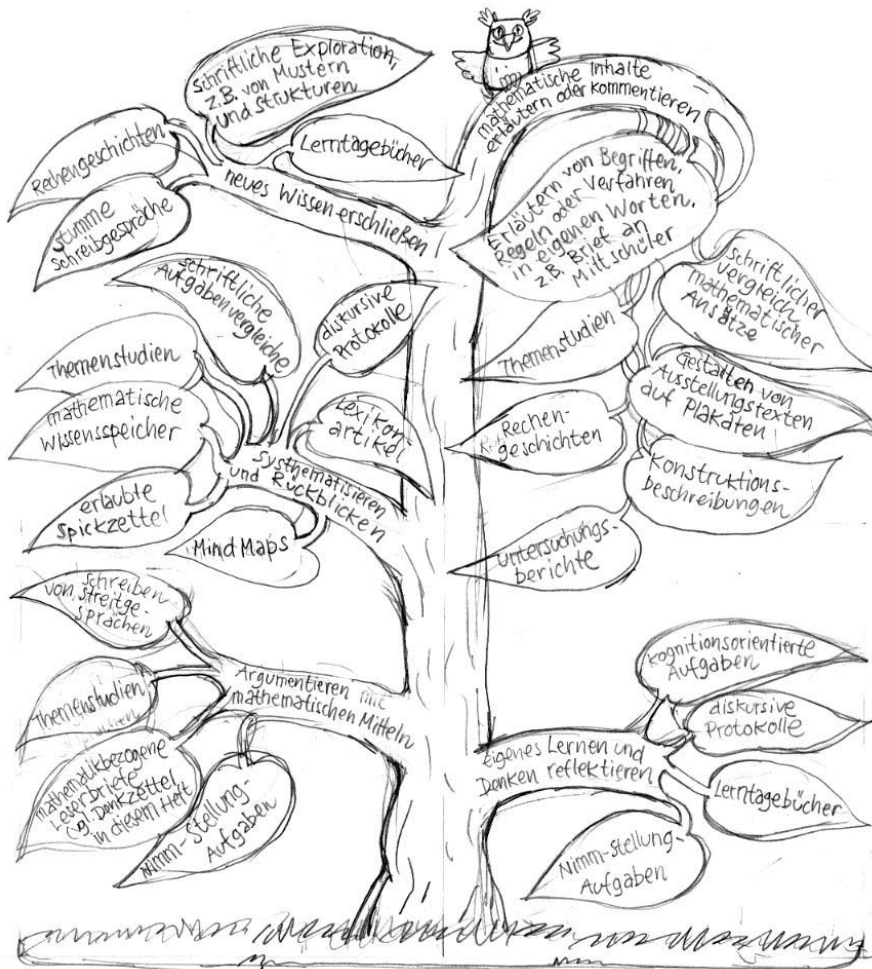 schriftliche Exploration,
z.B. von Mustern
und Strukturen
Rechengeschichten
Lerntagebücher
Stumme
Schreibgespräche
neues Wissen erschließen
mathematische Inhalte
erläutern oder kommentieren
Erläutern von Begriffen,
Regeln oder Verfahren
in eigenen Worten,
z.B. Brief an
Mittschüler
Schriftlicher
Vergleich
mathematischer
Ansätze
Themenstudien
Gestalten von
Ausstellungstexten
auf Plakaten
Rechen-
geschichten
Konstruktions-
beschreibungen
Untersuchungs-
berichte
schriftliche
Aufgabenvergleiche
diskursive
Protokolle
Themenstudien
mathematische
Wissensspeicher
Lexikon-
artikel
erlaubte
Spickzettel
Mind Maps
Systhematisieren
und Rückblicken
Schreiben
von Streitge-
sprächen
Themenstudien
Argumentieren mit
mathematischen Mitteln
mathematikbezogene
Leserbriefe
(vgl. Denkzettel
in diesem Heft
Nimm-Stellung-
Aufgaben
kognitionsorientierte
Aufgaben
diskursive
Protokolle
eigenes Lernen und
Denken reflektieren
Lerntagebücher
Nimm-Stellung-
Aufgaben